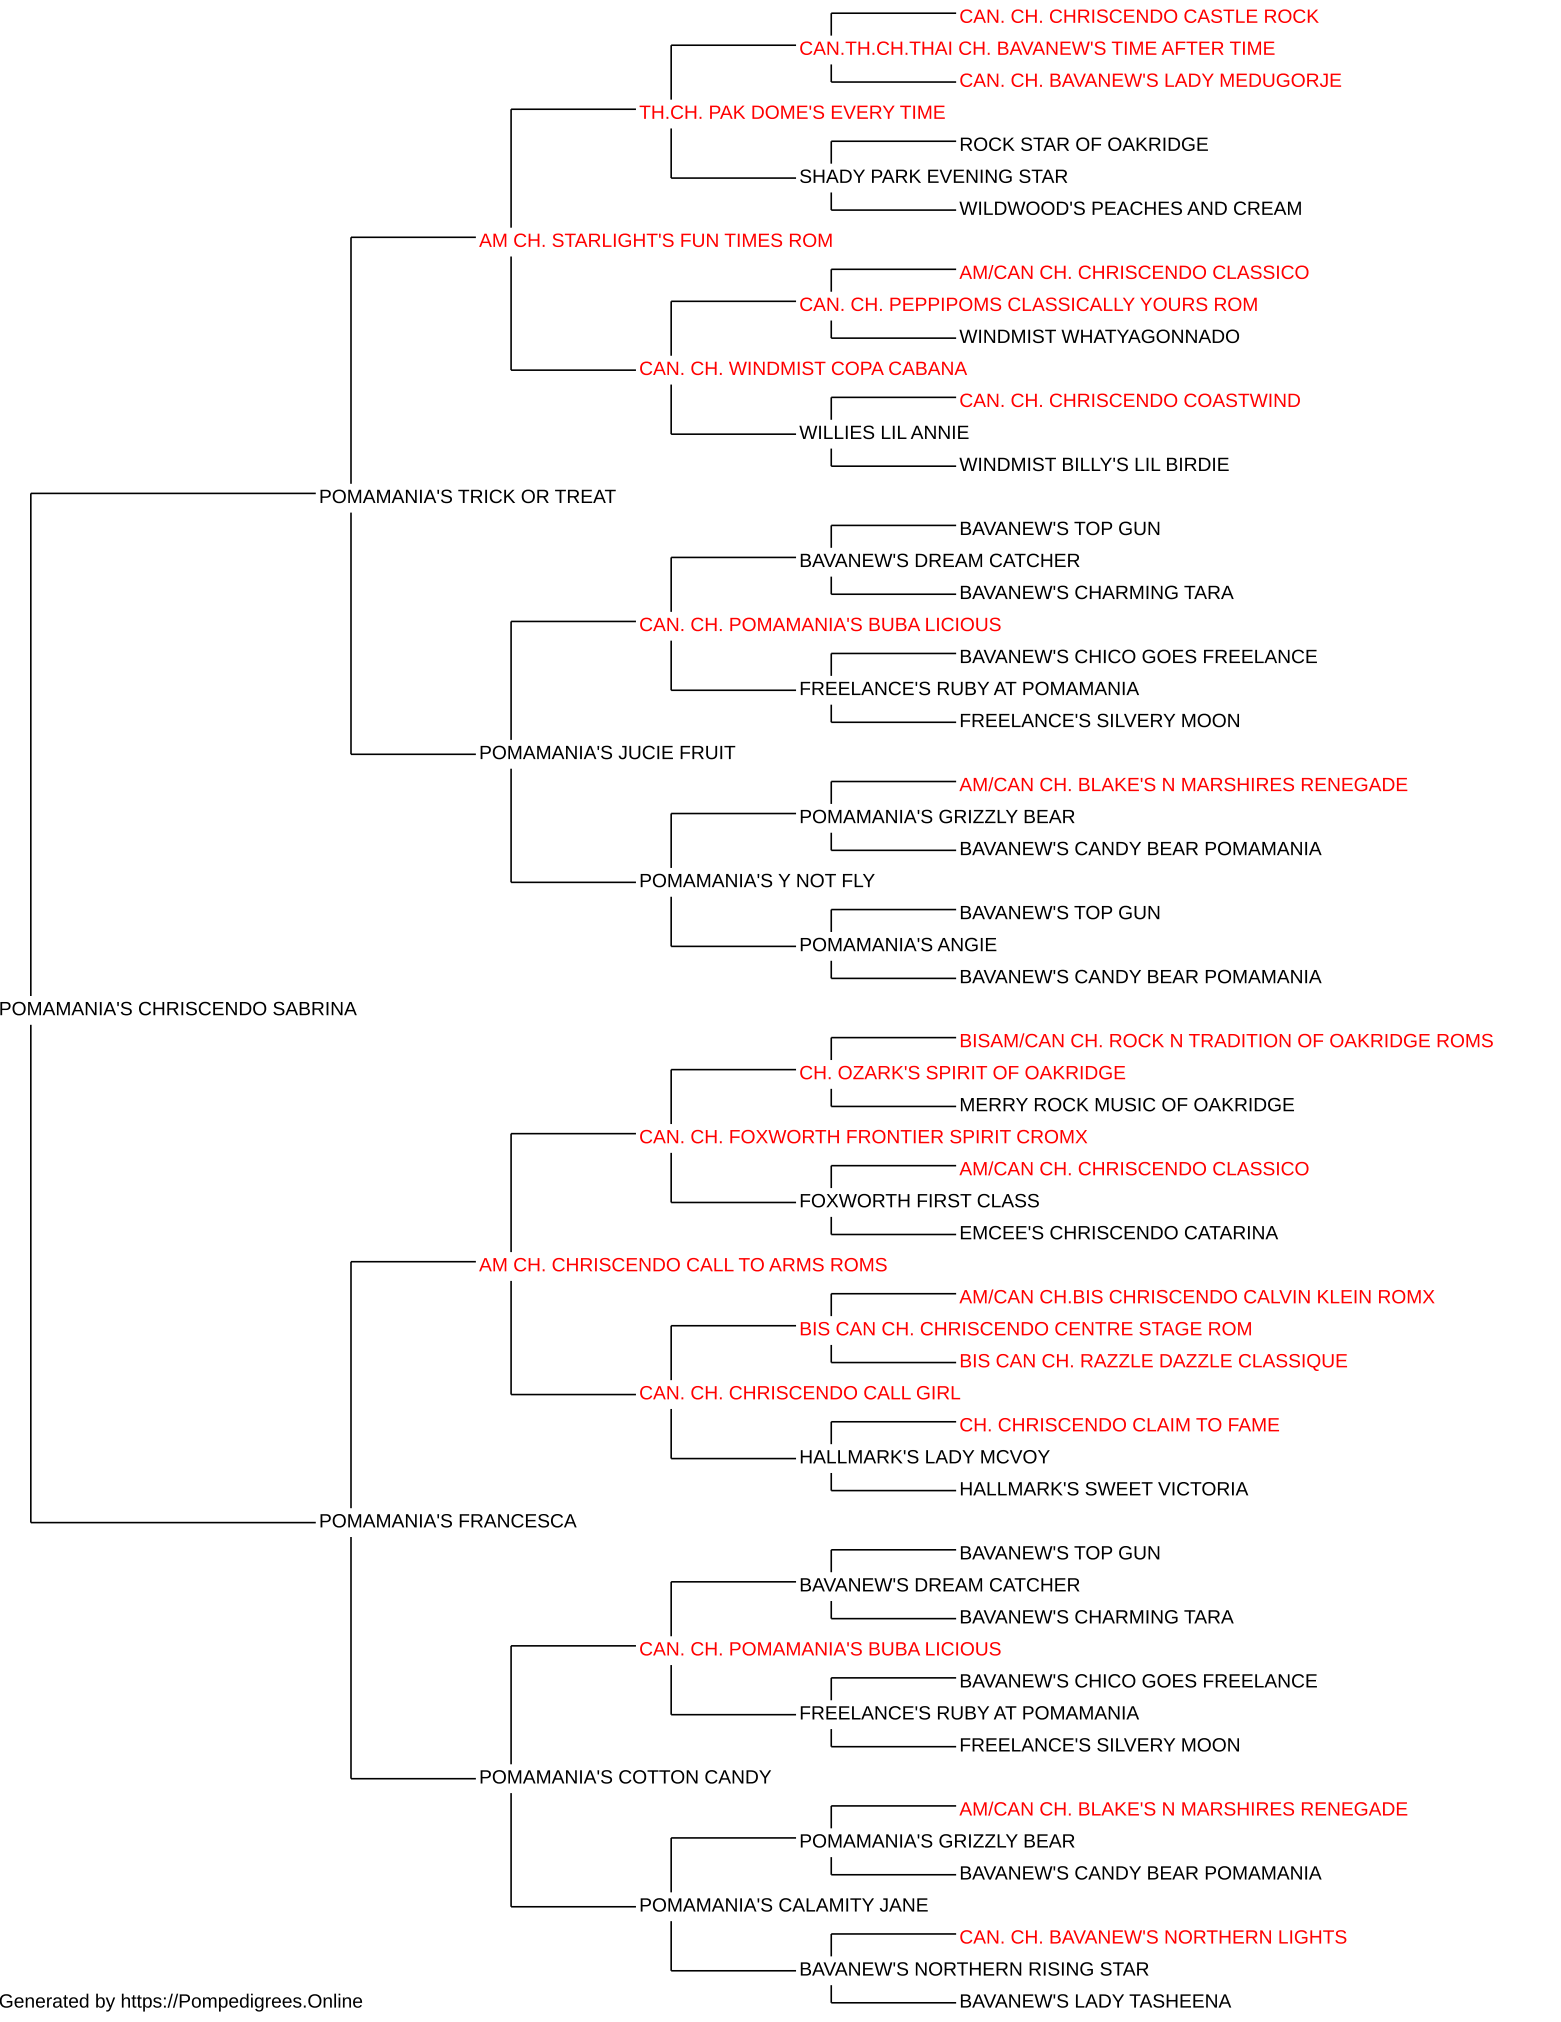 CAN. CH. CHRISCENDO CASTLE ROCK
CAN.TH.CH.THAI CH. BAVANEW'S TIME AFTER TIME
CAN. CH. BAVANEW'S LADY MEDUGORJE
TH.CH. PAK DOME'S EVERY TIME
ROCK STAR OF OAKRIDGE
SHADY PARK EVENING STAR
WILDWOOD'S PEACHES AND CREAM
AM CH. STARLIGHT'S FUN TIMES ROM
AM/CAN CH. CHRISCENDO CLASSICO
CAN. CH. PEPPIPOMS CLASSICALLY YOURS ROM
WINDMIST WHATYAGONNADO
CAN. CH. WINDMIST COPA CABANA
CAN. CH. CHRISCENDO COASTWIND
WILLIES LIL ANNIE
WINDMIST BILLY'S LIL BIRDIE
POMAMANIA'S TRICK OR TREAT
BAVANEW'S TOP GUN
BAVANEW'S DREAM CATCHER
BAVANEW'S CHARMING TARA
CAN. CH. POMAMANIA'S BUBA LICIOUS
BAVANEW'S CHICO GOES FREELANCE
FREELANCE'S RUBY AT POMAMANIA
FREELANCE'S SILVERY MOON
POMAMANIA'S JUCIE FRUIT
AM/CAN CH. BLAKE'S N MARSHIRES RENEGADE
POMAMANIA'S GRIZZLY BEAR
BAVANEW'S CANDY BEAR POMAMANIA
POMAMANIA'S Y NOT FLY
BAVANEW'S TOP GUN
POMAMANIA'S ANGIE
BAVANEW'S CANDY BEAR POMAMANIA
POMAMANIA'S CHRISCENDO SABRINA
BISAM/CAN CH. ROCK N TRADITION OF OAKRIDGE ROMS
CH. OZARK'S SPIRIT OF OAKRIDGE
MERRY ROCK MUSIC OF OAKRIDGE
CAN. CH. FOXWORTH FRONTIER SPIRIT CROMX
AM/CAN CH. CHRISCENDO CLASSICO
FOXWORTH FIRST CLASS
EMCEE'S CHRISCENDO CATARINA
AM CH. CHRISCENDO CALL TO ARMS ROMS
AM/CAN CH.BIS CHRISCENDO CALVIN KLEIN ROMX
BIS CAN CH. CHRISCENDO CENTRE STAGE ROM
BIS CAN CH. RAZZLE DAZZLE CLASSIQUE
CAN. CH. CHRISCENDO CALL GIRL
CH. CHRISCENDO CLAIM TO FAME
HALLMARK'S LADY MCVOY
HALLMARK'S SWEET VICTORIA
POMAMANIA'S FRANCESCA
BAVANEW'S TOP GUN
BAVANEW'S DREAM CATCHER
BAVANEW'S CHARMING TARA
CAN. CH. POMAMANIA'S BUBA LICIOUS
BAVANEW'S CHICO GOES FREELANCE
FREELANCE'S RUBY AT POMAMANIA
FREELANCE'S SILVERY MOON
POMAMANIA'S COTTON CANDY
AM/CAN CH. BLAKE'S N MARSHIRES RENEGADE
POMAMANIA'S GRIZZLY BEAR
BAVANEW'S CANDY BEAR POMAMANIA
POMAMANIA'S CALAMITY JANE
CAN. CH. BAVANEW'S NORTHERN LIGHTS
BAVANEW'S NORTHERN RISING STAR
BAVANEW'S LADY TASHEENA
Generated by https://Pompedigrees.Online